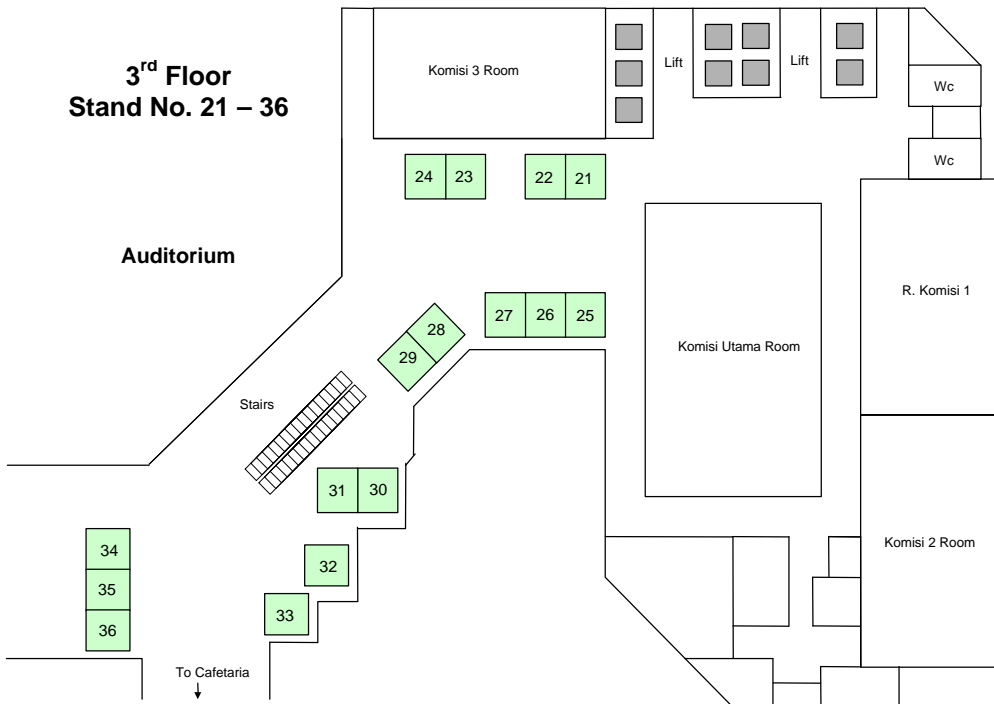 3rd Floor
Stand No. 21 – 36
Komisi 3 Room
Lift
Lift
Wc
Wc
24 23 22 21
Auditorium
R. Komisi 1
27 26 25
28
29
Komisi Utama Room
Stairs
31 30
34
35
36
32
33
Komisi 2 Room
To Cafetaria